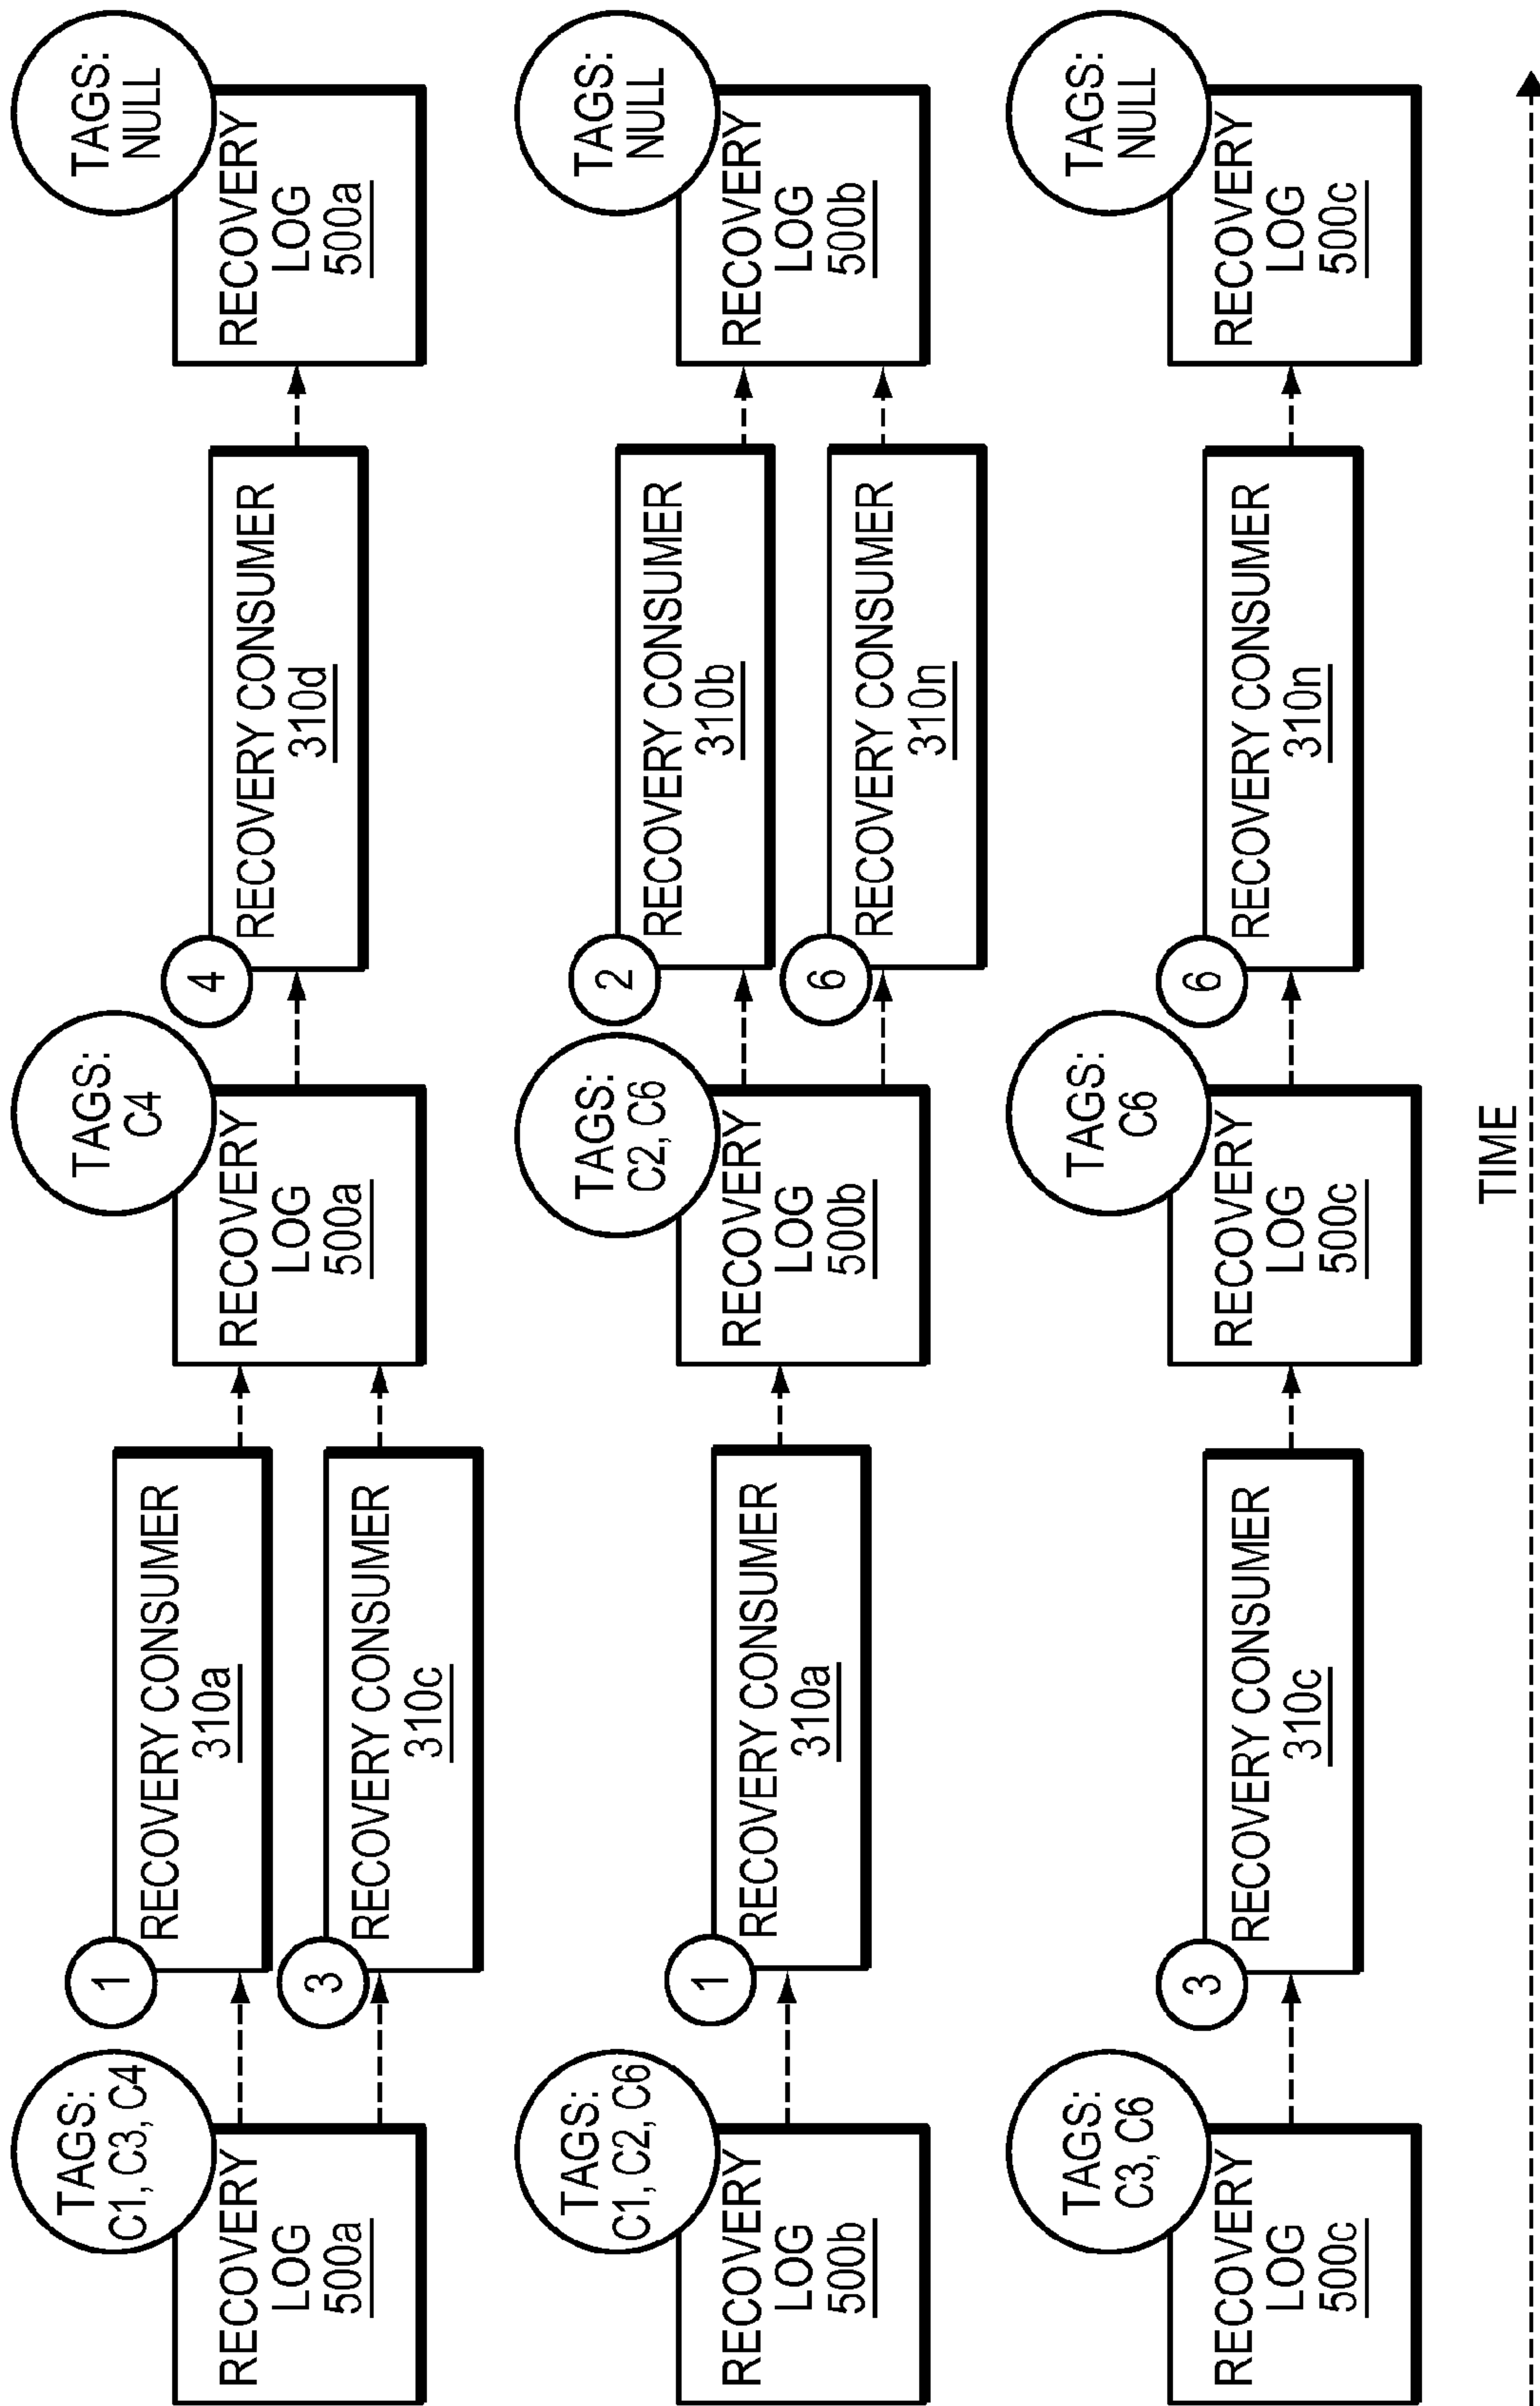 TAGS:
C1, C3, C4
RECOVERY
LOG
500a
1
RECOVERY CONSUMER
310a
3
RECOVERY CONSUMER
310c
TAGS:
C4
RECOVERY
LOG
500a
4
RECOVERY CONSUMER
310d
TAGS:
NULL
RECOVERY
LOG
500a
TAGS:
C1, C2, C6
RECOVERY
LOG
500b
1
RECOVERY CONSUMER
310a
TAGS:
C2, C6
RECOVERY
LOG
500b
2
RECOVERY CONSUMER
310b
6
RECOVERY CONSUMER
310n
TAGS:
NULL
RECOVERY
LOG
500b
TAGS:
C3, C6
RECOVERY
LOG
500c
3
RECOVERY CONSUMER
310c
TAGS:
C6
RECOVERY
LOG
500c
6
RECOVERY CONSUMER
310n
TAGS:
NULL
RECOVERY
LOG
500c
TIME